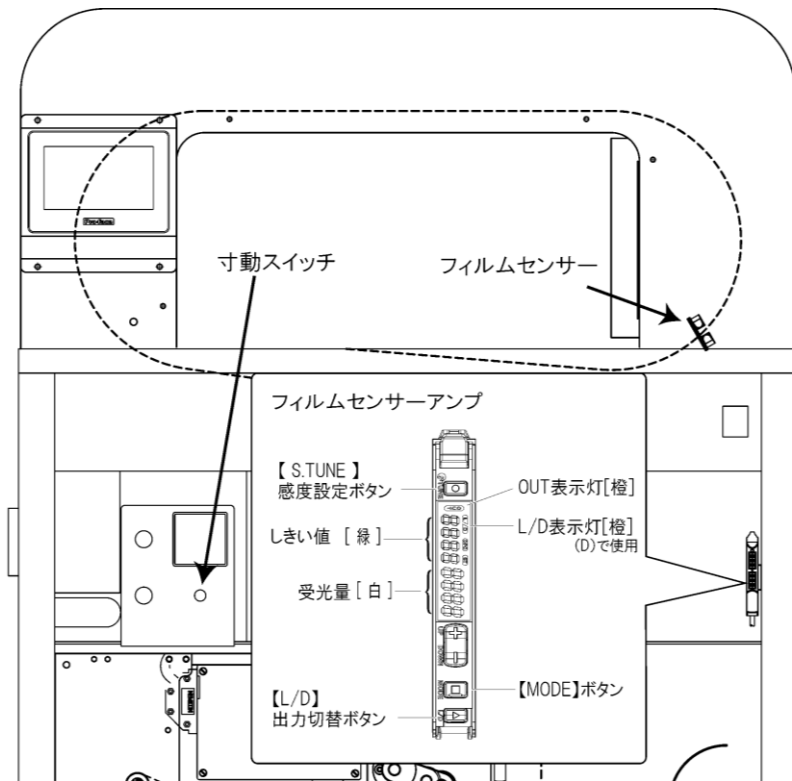 寸動スイッチ
フィルムセンサー
フィルムセンサーアンプ
【 S.TUNE 】
感度設定ボタン
OUT表示灯[橙]
しきい値 [ 緑 ]
L/D表示灯[橙]
(D)で使用
受光量 [ 白 ]
【MODE】ボタン
【L/D】
出力切替ボタン